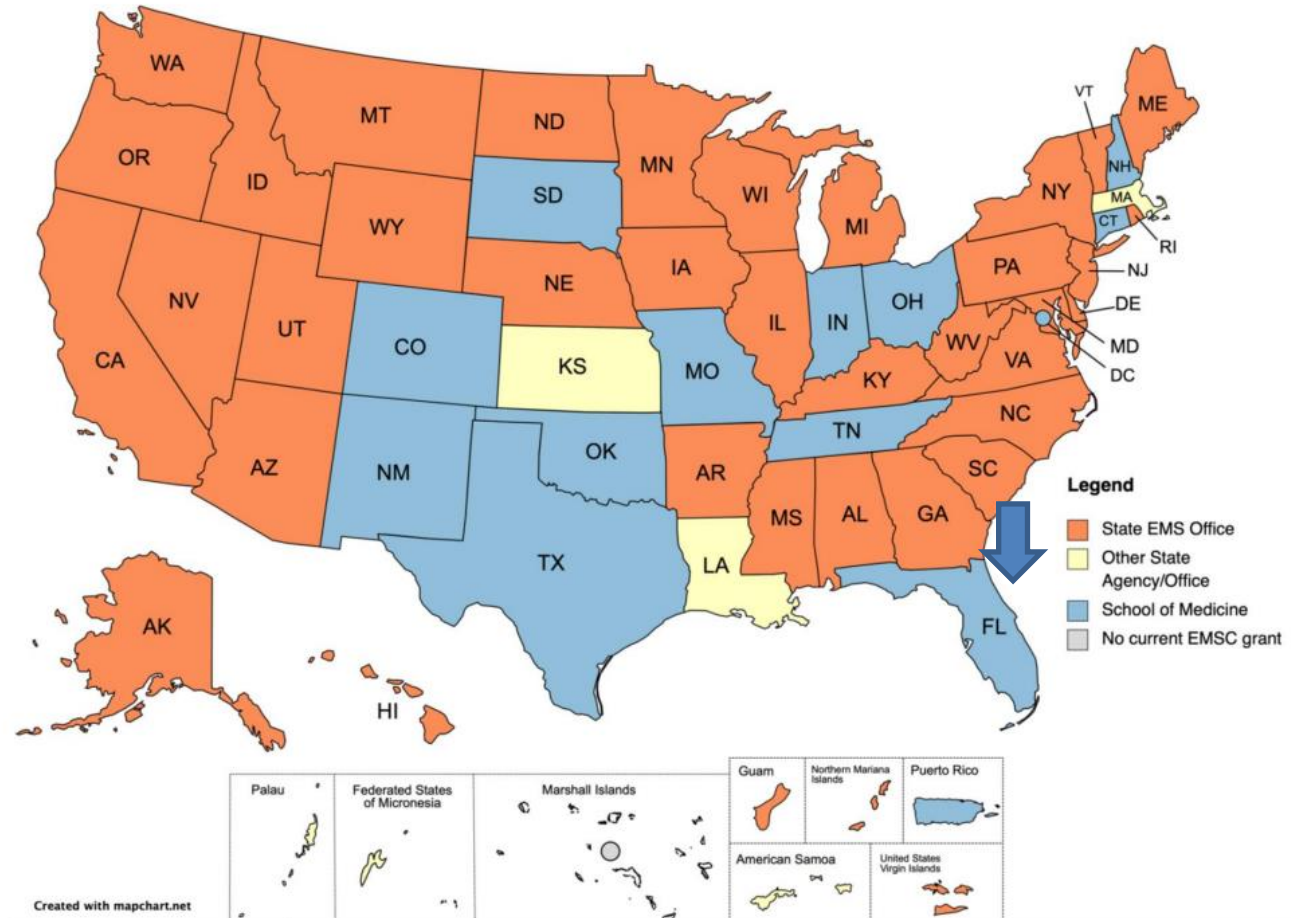 WA
MT
ND
MN
OR
ID
SD
WI
WY
MI
NY
VT
ME
NH
MA
CT
RI
NJ
PA
DE
MD
DC
NV
UT
NE
IA
IL
IN
OH
WV
VA
CA
CO
KS
MO
KY
NC
AZ
NM
OK
AR
TN
SC
TX
LA
MS
AL
GA
FL
AK
HI
Legend
State EMS Office
Other State
Agency/Office
School of Medicine
No current EMSC grant
Palau
Federated States
of Micronesia
Marshall Islands
Guam
Northern Mariana
Islands
Puerto Rico
American Samoa
United States
Virgin Islands
Created with mapchart.net